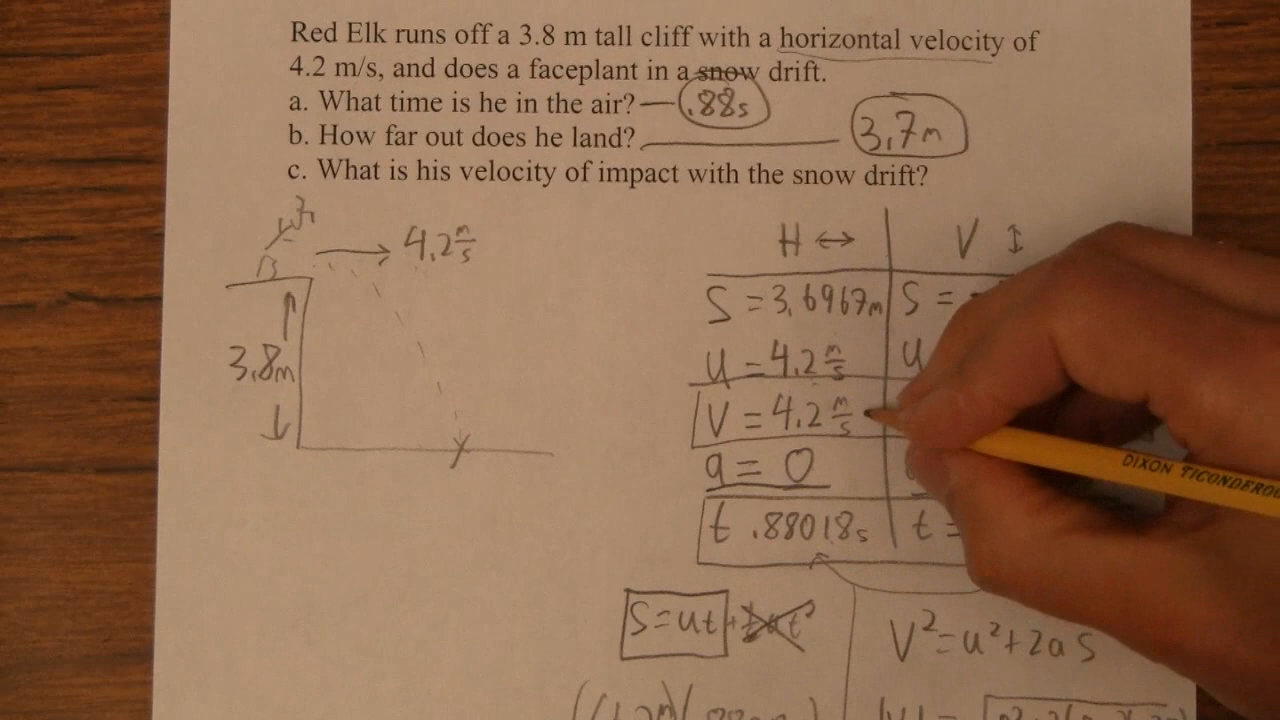 Red Elk runs off a 3.8 m tall cliff with a horizontal velocity of
4.2 m/s, and does a faceplant in a snow drift.
a. What time is he in the air? .88s
b. How far out does he land? 3.7m
c. What is his velocity of impact with the snow drift?
4.2 m/s
3.8m
H ↔ V ↕
S = 3.6967m S = -
u = 4.2 m/s u
V = 4.2 m/s
a = 0
t .88018s t =
S=ut
V²=u²+2aS
DIXON TICONDEROG